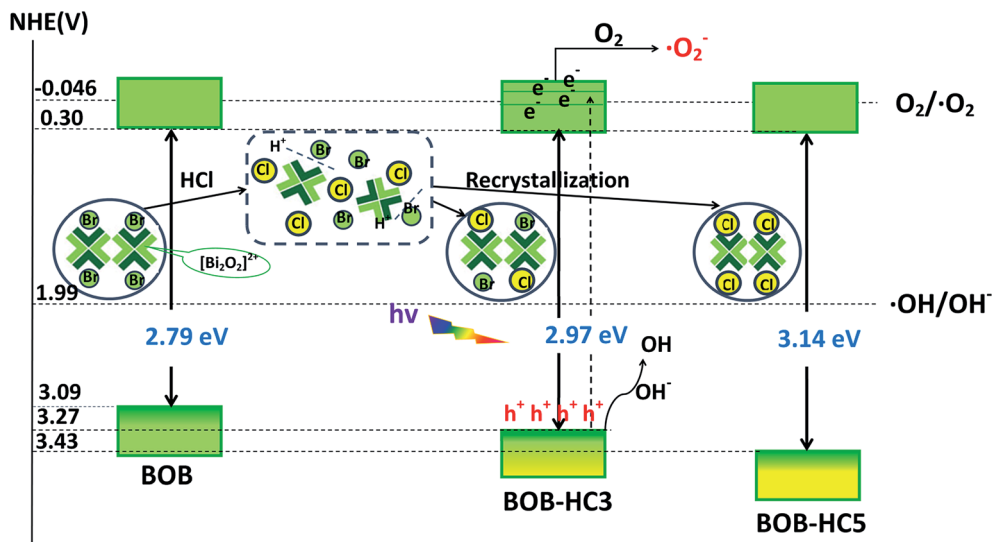 NHE(V)
O₂
·O₂⁻
-0.046
e⁻ e⁻
e⁻ e⁻
O₂/·O₂
0.30
H⁺
Br
Br
HCl
Cl
Cl
Cl
Recrystallization
Br
Br
H⁺
Br
Br
Cl
Cl
Br
Cl
Cl
[Bi₂O₂]²⁺
Br
Br
Br
Cl
Cl
Cl
1.99
·OH/OH⁻
hv
2.79 eV
2.97 eV
3.14 eV
OH
OH⁻
3.09
h⁺ h⁺ h⁺ h⁺
3.27
3.43
BOB
BOB-HC3
BOB-HC5